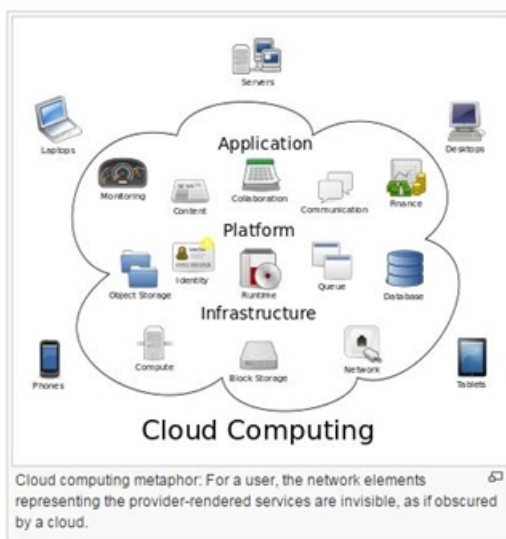 Servers
Application
Laptops
Desktops
Monitoring
Content
Collaboration
Communication
Finance
Platform
Object Storage
Identity
Runtime
Queue
Database
Infrastructure
Compute
Block Storage
Network
Phones
Tablets
Cloud Computing
Cloud computing metaphor: For a user, the network elements
representing the provider-rendered services are invisible, as if obscured
by a cloud.